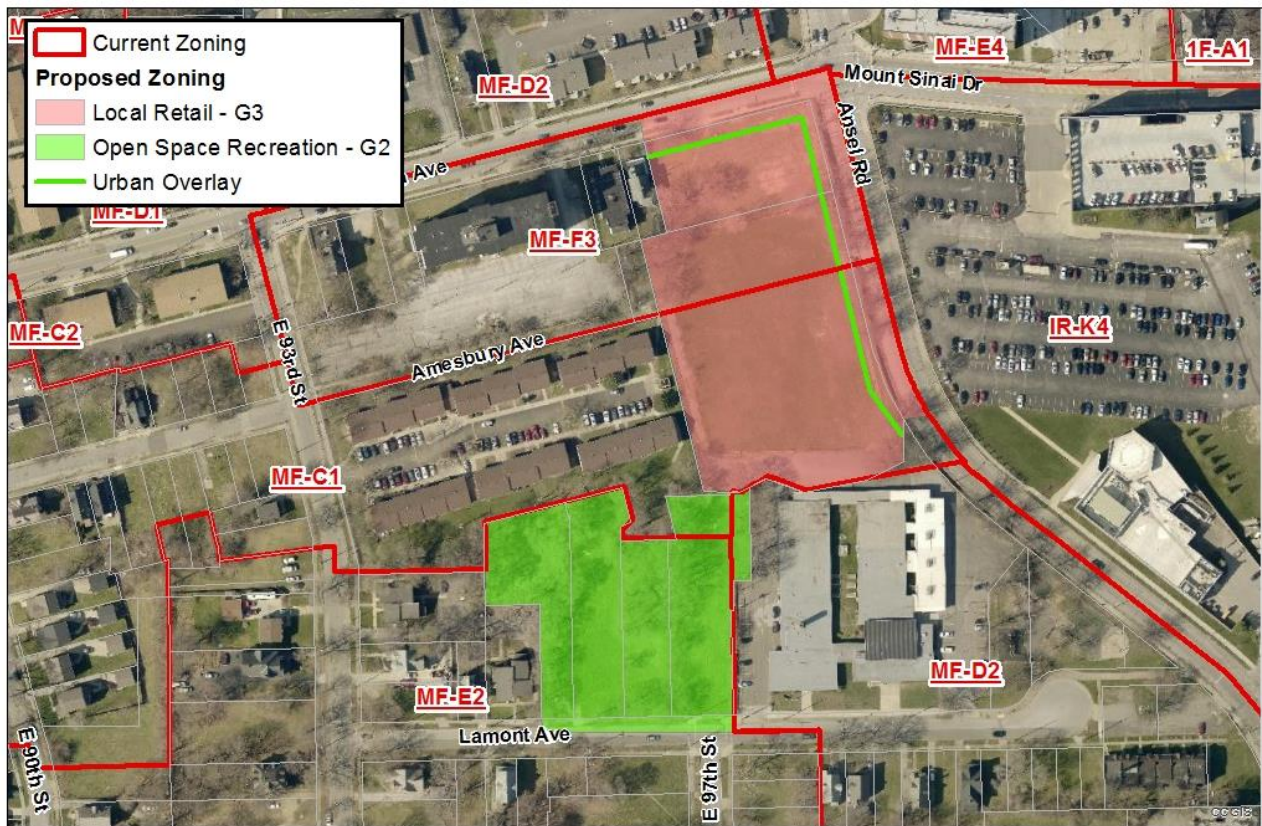 Current Zoning
Proposed Zoning
Local Retail - G3
Open Space Recreation - G2
Urban Overlay
MF-D2
MF-E4
1F-A1
Mount Sinai Dr
Ansel Rd
Ave
MF-D1
MF-F3
MF-C2
E 93rd St
Amesbury Ave
IR-K4
MF-C1
MF-E2
MF-D2
Lamont Ave
E 90th St
E 97th St
CCGIS